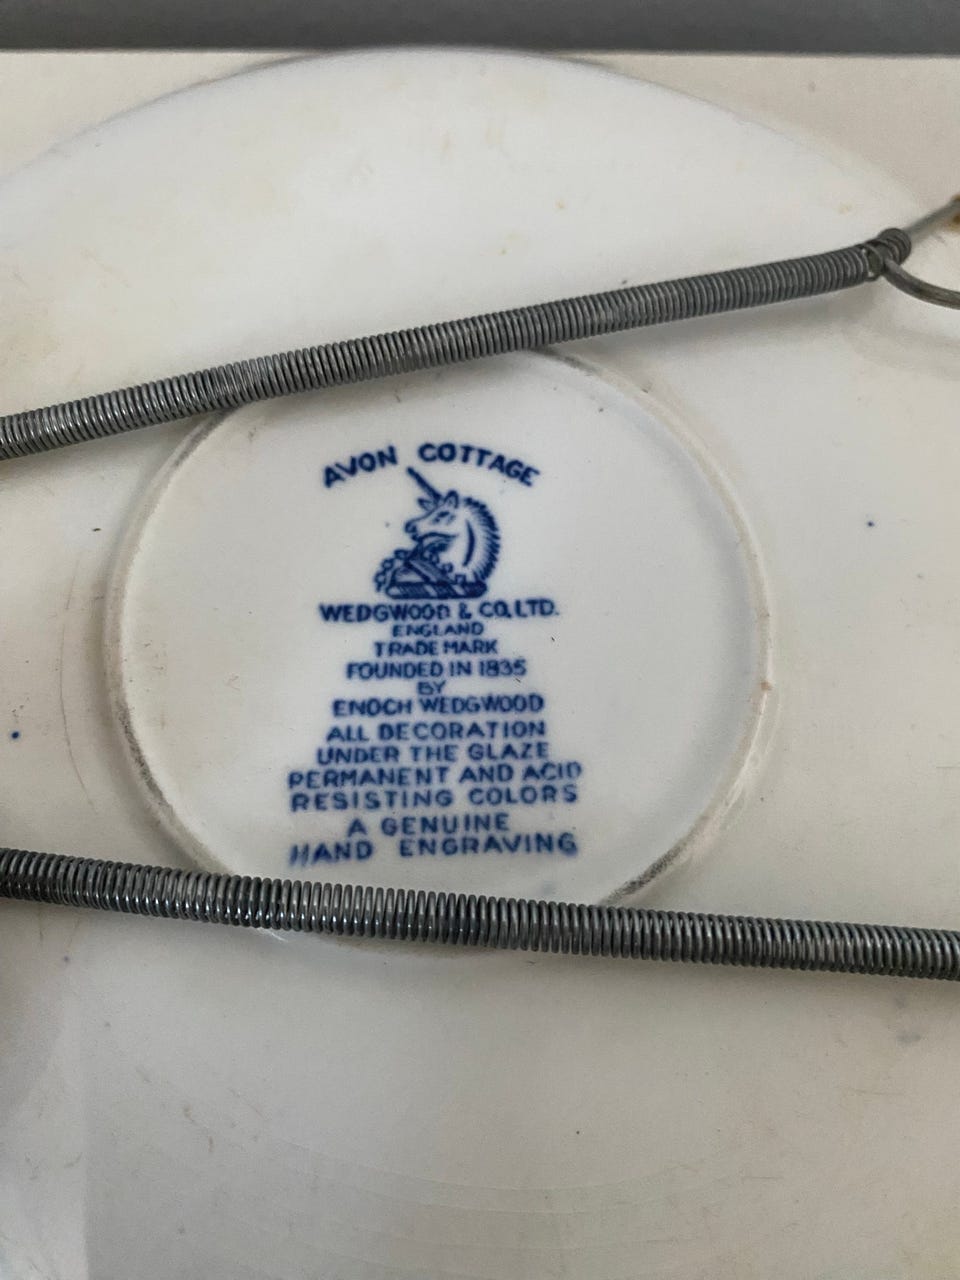 AVON COTTAGE
WEDGWOOD & CO. LTD.
ENGLAND
TRADE MARK
FOUNDED IN 1835
BY
ENOCH WEDGWOOD
ALL DECORATION
UNDER THE GLAZE
PERMANENT AND ACID
RESISTING COLORS
A GENUINE
HAND ENGRAVING